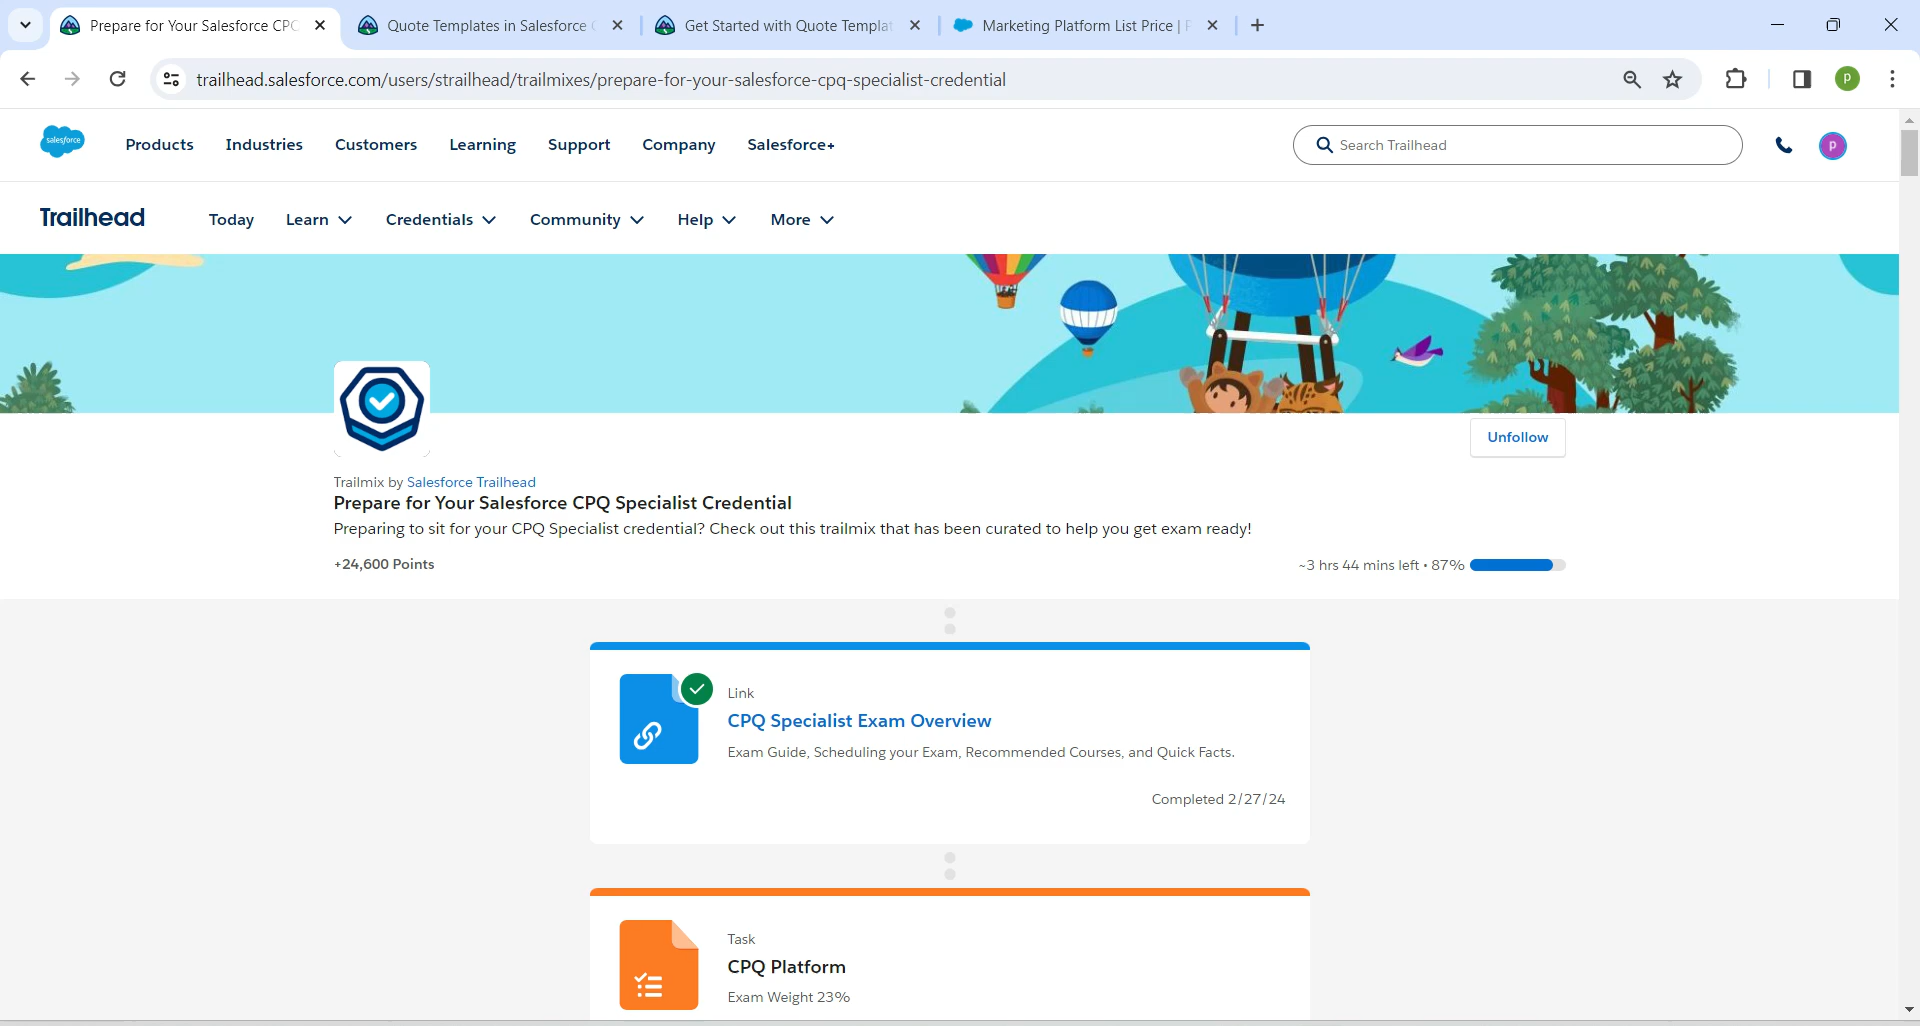 Prepare for Your Salesforce CPQ
Quote Templates in Salesforce
Get Started with Quote Templat
Marketing Platform List Price |
trailhead.salesforce.com/users/strailhead/trailmixes/prepare-for-your-salesforce-cpq-specialist-credential
P
salesforce
Products
Industries
Customers
Learning
Support
Company
Salesforce+
Search Trailhead
P
Trailhead
Today
Learn
Credentials
Community
Help
More
Unfollow
Trailmix by Salesforce Trailhead
Prepare for Your Salesforce CPQ Specialist Credential
Preparing to sit for your CPQ Specialist credential? Check out this trailmix that has been curated to help you get exam ready!
+24,600 Points
~3 hrs 44 mins left • 87%
Link
CPQ Specialist Exam Overview
Exam Guide, Scheduling your Exam, Recommended Courses, and Quick Facts.
Completed 2/27/24
Task
CPQ Platform
Exam Weight 23%